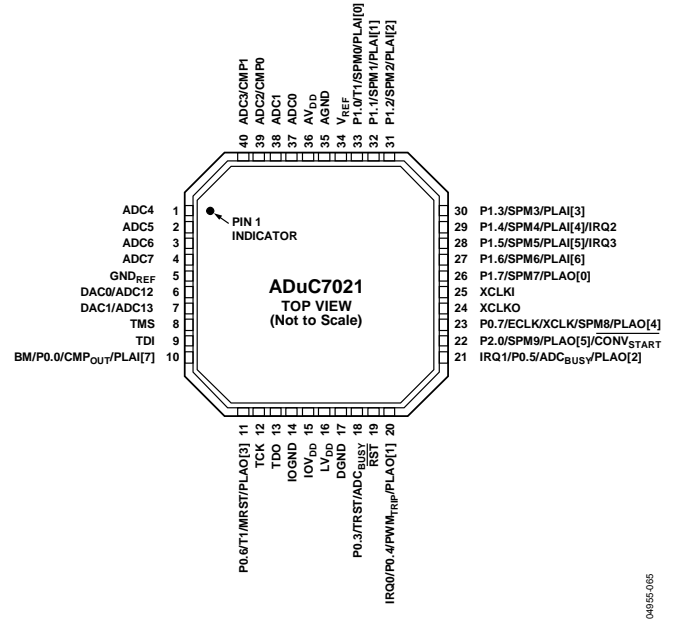 40 ADC3/CMP1
39 ADC2/CMP0
38 ADC1
37 ADC0
36 AVDD
35 AGND
34 VREF
33 P1.0/T1/SPM0/PLAI[0]
32 P1.1/SPM1/PLAI[1]
31 P1.2/SPM2/PLAI[2]
ADC4 1
ADC5 2
ADC6 3
ADC7 4
GNDREF 5
DAC0/ADC12 6
DAC1/ADC13 7
TMS 8
TDI 9
BM/P0.0/CMPOUT/PLAI[7] 10
PIN 1
INDICATOR
ADuC7021
TOP VIEW
(Not to Scale)
30 P1.3/SPM3/PLAI[3]
29 P1.4/SPM4/PLAI[4]/IRQ2
28 P1.5/SPM5/PLAI[5]/IRQ3
27 P1.6/SPM6/PLAI[6]
26 P1.7/SPM7/PLAO[0]
25 XCLKI
24 XCLKO
23 P0.7/ECLK/XCLK/SPM8/PLAO[4]
22 P2.0/SPM9/PLAO[5]/CONVSTART
21 IRQ1/P0.5/ADCBUSY/PLAO[2]
P0.6/T1/MRST/PLAO[3] 11
TCK 12
TDO 13
IOGND 14
IOVDD 15
LVDD 16
DGND 17
P0.3/TRST/ADCBUSY 18
RST 19
IRQ0/P0.4/PWMTRIP/PLAO[1] 20
04955-065